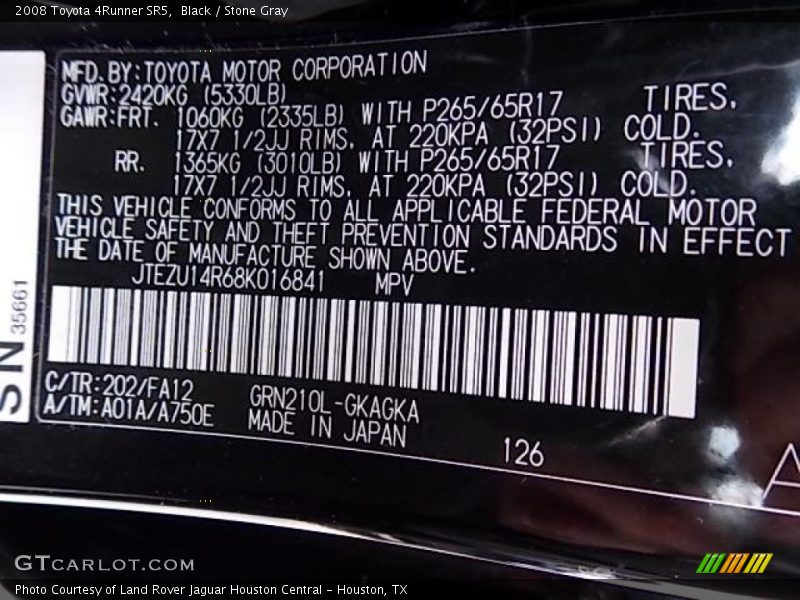 2008 Toyota 4Runner SR5,  Black / Stone Gray
MFD.BY:TOYOTA MOTOR CORPORATION
GVWR:2420KG (5330LB)
GAWR:FRT. 1060KG (2335LB) WITH P265/65R17 TIRES,
17X7 1/2JJ RIMS, AT 220KPA (32PSI) COLD.
RR. 1365KG (3010LB) WITH P265/65R17 TIRES,
17X7 1/2JJ RIMS, AT 220KPA (32PSI) COLD.
THIS VEHICLE CONFORMS TO ALL APPLICABLE FEDERAL MOTOR
VEHICLE SAFETY AND THEFT PREVENTION STANDARDS IN EFFECT
THE DATE OF MANUFACTURE SHOWN ABOVE.
JTEZU14R68K016841 MPV
C/TR:202/FA12
A/TM:A01A/A750E
GRN210L-GKAGKA
MADE IN JAPAN
126
A
SN 35661
GTCARLOT.COM
Photo Courtesy of Land Rover Jaguar Houston Central - Houston, TX